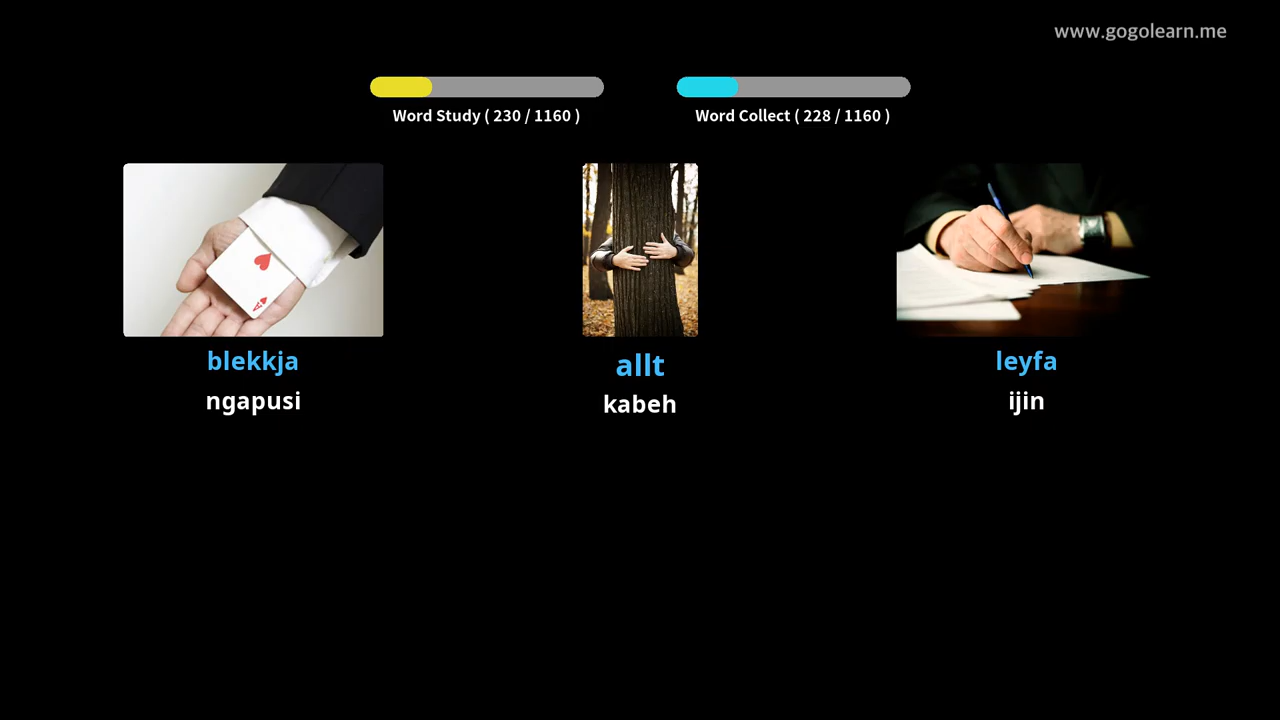 www.gogolearn.me
Word Study ( 230 / 1160 )
Word Collect ( 228 / 1160 )
blekkja
ngapusi
allt
kabeh
leyfa
ijin